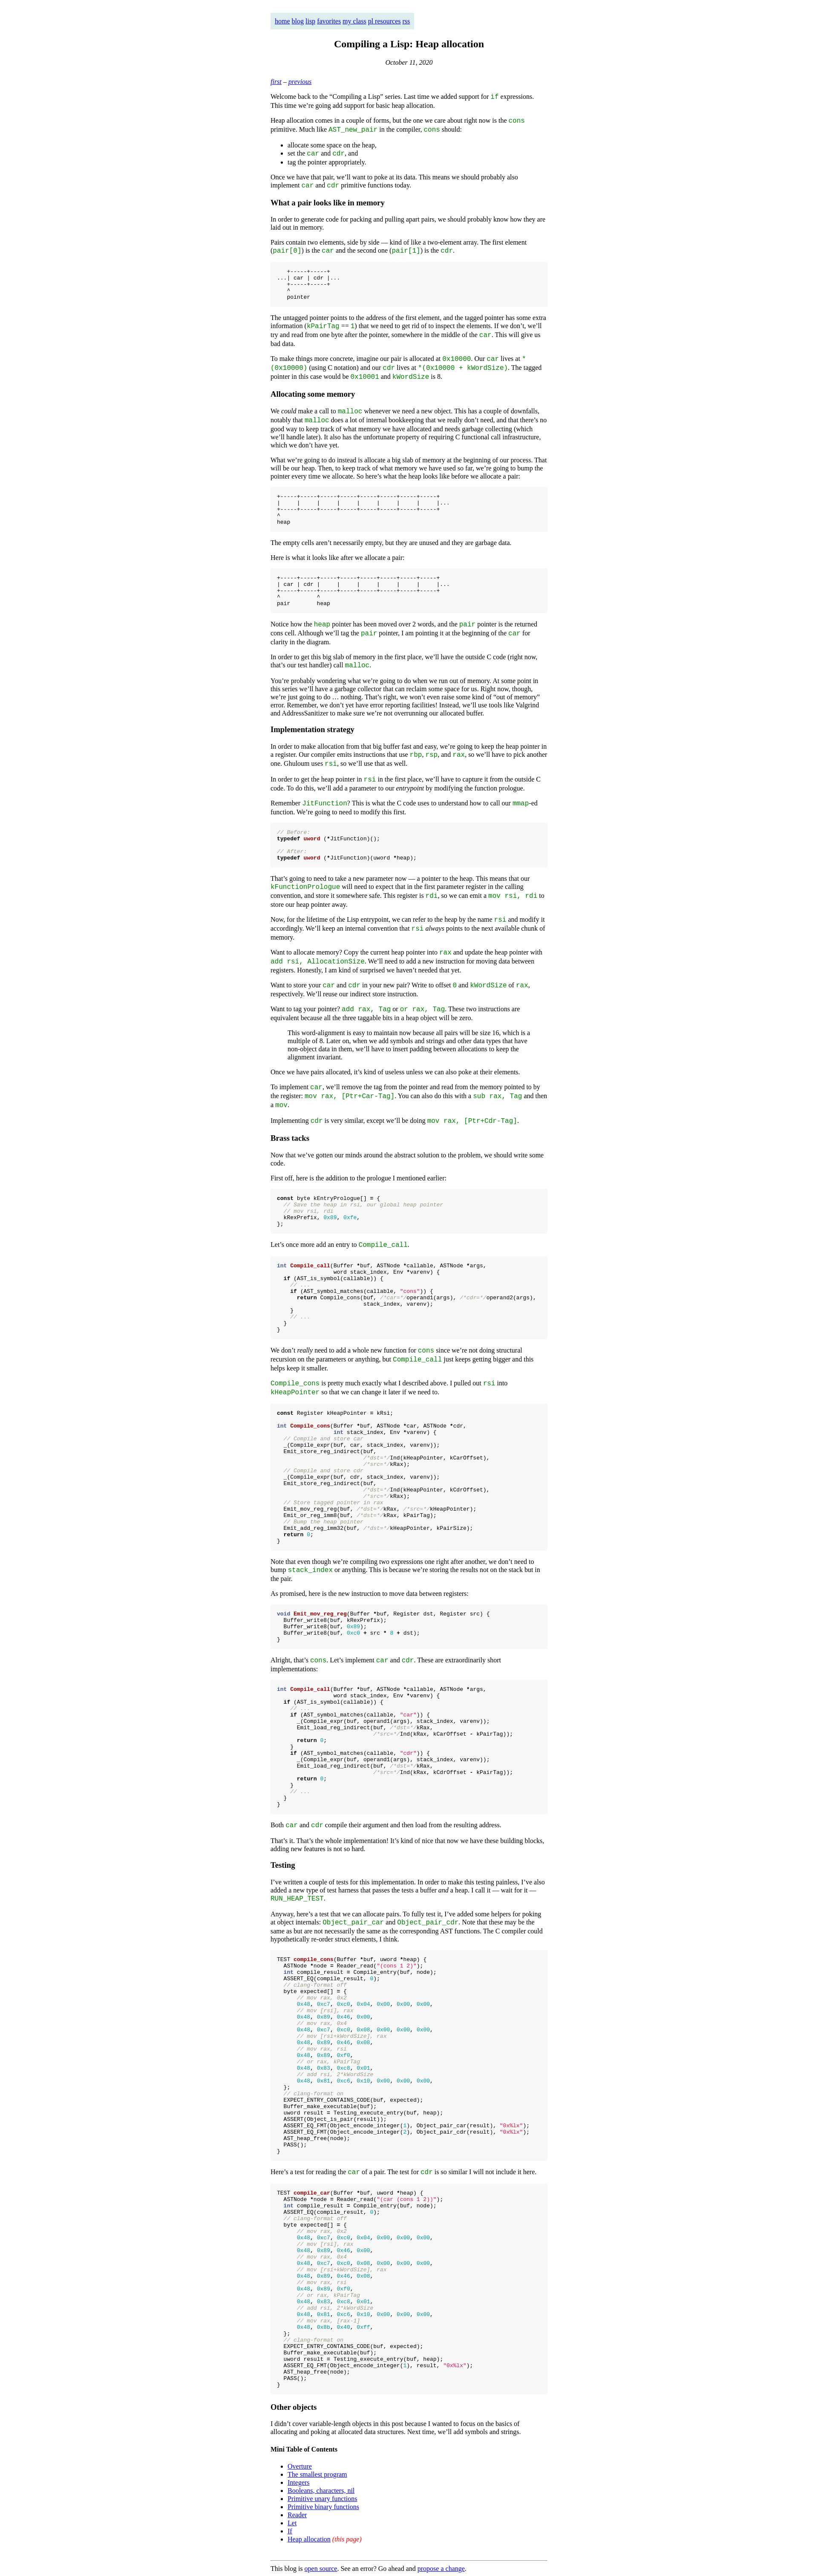 home blog lisp favorites my class pl resources rss
Compiling a Lisp: Heap allocation
October 11, 2020
first – previous
Welcome back to the “Compiling a Lisp” series. Last time we added support for if expressions.
This time we’re going add support for basic heap allocation.
Heap allocation comes in a couple of forms, but the one we care about right now is the cons
primitive. Much like AST_new_pair in the compiler, cons should:
• allocate some space on the heap,
• set the car and cdr, and
• tag the pointer appropriately.
Once we have that pair, we’ll want to poke at its data. This means we should probably also
implement car and cdr primitive functions today.
What a pair looks like in memory
In order to generate code for packing and pulling apart pairs, we should probably know how they are
laid out in memory.
Pairs contain two elements, side by side — kind of like a two-element array. The first element
(pair[0]) is the car and the second one (pair[1]) is the cdr.
+-----+-----+
...| car | cdr |...
+-----+-----+
^
pointer
The untagged pointer points to the address of the first element, and the tagged pointer has some extra
information (kPairTag == 1) that we need to get rid of to inspect the elements. If we don’t, we’ll
try and read from one byte after the pointer, somewhere in the middle of the car. This will give us
bad data.
To make things more concrete, imagine our pair is allocated at 0x10000. Our car lives at *
(0x10000) (using C notation) and our cdr lives at *(0x10000 + kWordSize). The tagged
pointer in this case would be 0x10001 and kWordSize is 8.
Allocating some memory
We could make a call to malloc whenever we need a new object. This has a couple of downfalls,
notably that malloc does a lot of internal bookkeeping that we really don’t need, and that there’s no
good way to keep track of what memory we have allocated and needs garbage collecting (which
we’ll handle later). It also has the unfortunate property of requiring C functional call infrastructure,
which we don’t have yet.
What we’re going to do instead is allocate a big slab of memory at the beginning of our process. That
will be our heap. Then, to keep track of what memory we have used so far, we’re going to bump the
pointer every time we allocate. So here’s what the heap looks like before we allocate a pair:
+-----+-----+-----+-----+-----+-----+-----+-----+
|     |     |     |     |     |     |     |     |...
+-----+-----+-----+-----+-----+-----+-----+-----+
^
heap
The empty cells aren’t necessarily empty, but they are unused and they are garbage data.
Here is what it looks like after we allocate a pair:
+-----+-----+-----+-----+-----+-----+-----+-----+
| car | cdr |     |     |     |     |     |     |...
+-----+-----+-----+-----+-----+-----+-----+-----+
^           ^
pair        heap
Notice how the heap pointer has been moved over 2 words, and the pair pointer is the returned
cons cell. Although we’ll tag the pair pointer, I am pointing it at the beginning of the car for
clarity in the diagram.
In order to get this big slab of memory in the first place, we’ll have the outside C code (right now,
that’s our test handler) call malloc.
You’re probably wondering what we’re going to do when we run out of memory. At some point in
this series we’ll have a garbage collector that can reclaim some space for us. Right now, though,
we’re just going to do … nothing. That’s right, we won’t even raise some kind of “out of memory”
error. Remember, we don’t yet have error reporting facilities! Instead, we’ll use tools like Valgrind
and AddressSanitizer to make sure we’re not overrunning our allocated buffer.
Implementation strategy
In order to make allocation from that big buffer fast and easy, we’re going to keep the heap pointer in
a register. Our compiler emits instructions that use rbp, rsp, and rax, so we’ll have to pick another
one. Ghuloum uses rsi, so we’ll use that as well.
In order to get the heap pointer in rsi in the first place, we’ll have to capture it from the outside C
code. To do this, we’ll add a parameter to our entrypoint by modifying the function prologue.
Remember JitFunction? This is what the C code uses to understand how to call our mmap-ed
function. We’re going to need to modify this first.
// Before:
typedef uword (*JitFunction)();
// After:
typedef uword (*JitFunction)(uword *heap);
That’s going to need to take a new parameter now — a pointer to the heap. This means that our
kFunctionPrologue will need to expect that in the first parameter register in the calling
convention, and store it somewhere safe. This register is rdi, so we can emit a mov rsi, rdi to
store our heap pointer away.
Now, for the lifetime of the Lisp entrypoint, we can refer to the heap by the name rsi and modify it
accordingly. We’ll keep an internal convention that rsi always points to the next available chunk of
memory.
Want to allocate memory? Copy the current heap pointer into rax and update the heap pointer with
add rsi, AllocationSize. We’ll need to add a new instruction for moving data between
registers. Honestly, I am kind of surprised we haven’t needed that yet.
Want to store your car and cdr in your new pair? Write to offset 0 and kWordSize of rax,
respectively. We’ll reuse our indirect store instruction.
Want to tag your pointer? add rax, Tag or or rax, Tag. These two instructions are
equivalent because all the three taggable bits in a heap object will be zero.
This word-alignment is easy to maintain now because all pairs will be size 16, which is a
multiple of 8. Later on, when we add symbols and strings and other data types that have
non-object data in them, we’ll have to insert padding between allocations to keep the
alignment invariant.
Once we have pairs allocated, it’s kind of useless unless we can also poke at their elements.
To implement car, we’ll remove the tag from the pointer and read from the memory pointed to by
the register: mov rax, [Ptr+Car-Tag]. You can also do this with a sub rax, Tag and then
a mov.
Implementing cdr is very similar, except we’ll be doing mov rax, [Ptr+Cdr-Tag].
Brass tacks
Now that we’ve gotten our minds around the abstract solution to the problem, we should write some
code.
First off, here is the addition to the prologue I mentioned earlier:
const byte kEntryPrologue[] = {
// Save the heap in rsi, our global heap pointer
// mov rsi, rdi
kRexPrefix, 0x89, 0xfe,
};
Let’s once more add an entry to Compile_call.
int Compile_call(Buffer *buf, ASTNode *callable, ASTNode *args,
word stack_index, Env *varenv) {
if (AST_is_symbol(callable)) {
// ...
if (AST_symbol_matches(callable, "cons")) {
return Compile_cons(buf, /*car=*/operand1(args), /*cdr=*/operand2(args),
stack_index, varenv);
}
// ...
}
}
We don’t really need to add a whole new function for cons since we’re not doing structural
recursion on the parameters or anything, but Compile_call just keeps getting bigger and this
helps keep it smaller.
Compile_cons is pretty much exactly what I described above. I pulled out rsi into
kHeapPointer so that we can change it later if we need to.
const Register kHeapPointer = kRsi;
int Compile_cons(Buffer *buf, ASTNode *car, ASTNode *cdr,
int stack_index, Env *varenv) {
// Compile and store car
_(Compile_expr(buf, car, stack_index, varenv));
Emit_store_reg_indirect(buf,
/*dst=*/Ind(kHeapPointer, kCarOffset),
/*src=*/kRax);
// Compile and store cdr
_(Compile_expr(buf, cdr, stack_index, varenv));
Emit_store_reg_indirect(buf,
/*dst=*/Ind(kHeapPointer, kCdrOffset),
/*src=*/kRax);
// Store tagged pointer in rax
Emit_mov_reg_reg(buf, /*dst=*/kRax, /*src=*/kHeapPointer);
Emit_or_reg_imm8(buf, /*dst=*/kRax, kPairTag);
// Bump the heap pointer
Emit_add_reg_imm32(buf, /*dst=*/kHeapPointer, kPairSize);
return 0;
}
Note that even though we’re compiling two expressions one right after another, we don’t need to
bump stack_index or anything. This is because we’re storing the results not on the stack but in
the pair.
As promised, here is the new instruction to move data between registers:
void Emit_mov_reg_reg(Buffer *buf, Register dst, Register src) {
Buffer_write8(buf, kRexPrefix);
Buffer_write8(buf, 0x89);
Buffer_write8(buf, 0xc0 + src * 8 + dst);
}
Alright, that’s cons. Let’s implement car and cdr. These are extraordinarily short
implementations:
int Compile_call(Buffer *buf, ASTNode *callable, ASTNode *args,
word stack_index, Env *varenv) {
if (AST_is_symbol(callable)) {
// ...
if (AST_symbol_matches(callable, "car")) {
_(Compile_expr(buf, operand1(args), stack_index, varenv));
Emit_load_reg_indirect(buf, /*dst=*/kRax,
/*src=*/Ind(kRax, kCarOffset - kPairTag));
return 0;
}
if (AST_symbol_matches(callable, "cdr")) {
_(Compile_expr(buf, operand1(args), stack_index, varenv));
Emit_load_reg_indirect(buf, /*dst=*/kRax,
/*src=*/Ind(kRax, kCdrOffset - kPairTag));
return 0;
}
// ...
}
}
Both car and cdr compile their argument and then load from the resulting address.
That’s it. That’s the whole implementation! It’s kind of nice that now we have these building blocks,
adding new features is not so hard.
Testing
I’ve written a couple of tests for this implementation. In order to make this testing painless, I’ve also
added a new type of test harness that passes the tests a buffer and a heap. I call it — wait for it —
RUN_HEAP_TEST.
Anyway, here’s a test that we can allocate pairs. To fully test it, I’ve added some helpers for poking
at object internals: Object_pair_car and Object_pair_cdr. Note that these may be the
same as but are not necessarily the same as the corresponding AST functions. The C compiler could
hypothetically re-order struct elements, I think.
TEST compile_cons(Buffer *buf, uword *heap) {
ASTNode *node = Reader_read("(cons 1 2)");
int compile_result = Compile_entry(buf, node);
ASSERT_EQ(compile_result, 0);
// clang-format off
byte expected[] = {
// mov rax, 0x2
0x48, 0xc7, 0xc0, 0x04, 0x00, 0x00, 0x00,
// mov [rsi], rax
0x48, 0x89, 0x46, 0x00,
// mov rax, 0x4
0x48, 0xc7, 0xc0, 0x08, 0x00, 0x00, 0x00,
// mov [rsi+kWordSize], rax
0x48, 0x89, 0x46, 0x08,
// mov rax, rsi
0x48, 0x89, 0xf0,
// or rax, kPairTag
0x48, 0x83, 0xc8, 0x01,
// add rsi, 2*kWordSize
0x48, 0x81, 0xc6, 0x10, 0x00, 0x00, 0x00,
};
// clang-format on
EXPECT_ENTRY_CONTAINS_CODE(buf, expected);
Buffer_make_executable(buf);
uword result = Testing_execute_entry(buf, heap);
ASSERT(Object_is_pair(result));
ASSERT_EQ_FMT(Object_encode_integer(1), Object_pair_car(result), "0x%lx");
ASSERT_EQ_FMT(Object_encode_integer(2), Object_pair_cdr(result), "0x%lx");
AST_heap_free(node);
PASS();
}
Here’s a test for reading the car of a pair. The test for cdr is so similar I will not include it here.
TEST compile_car(Buffer *buf, uword *heap) {
ASTNode *node = Reader_read("(car (cons 1 2))");
int compile_result = Compile_entry(buf, node);
ASSERT_EQ(compile_result, 0);
// clang-format off
byte expected[] = {
// mov rax, 0x2
0x48, 0xc7, 0xc0, 0x04, 0x00, 0x00, 0x00,
// mov [rsi], rax
0x48, 0x89, 0x46, 0x00,
// mov rax, 0x4
0x48, 0xc7, 0xc0, 0x08, 0x00, 0x00, 0x00,
// mov [rsi+kWordSize], rax
0x48, 0x89, 0x46, 0x08,
// mov rax, rsi
0x48, 0x89, 0xf0,
// or rax, kPairTag
0x48, 0x83, 0xc8, 0x01,
// add rsi, 2*kWordSize
0x48, 0x81, 0xc6, 0x10, 0x00, 0x00, 0x00,
// mov rax, [rax-1]
0x48, 0x8b, 0x40, 0xff,
};
// clang-format on
EXPECT_ENTRY_CONTAINS_CODE(buf, expected);
Buffer_make_executable(buf);
uword result = Testing_execute_entry(buf, heap);
ASSERT_EQ_FMT(Object_encode_integer(1), result, "0x%lx");
AST_heap_free(node);
PASS();
}
Other objects
I didn’t cover variable-length objects in this post because I wanted to focus on the basics of
allocating and poking at allocated data structures. Next time, we’ll add symbols and strings.
Mini Table of Contents
• Overture
• The smallest program
• Integers
• Booleans, characters, nil
• Primitive unary functions
• Primitive binary functions
• Reader
• Let
• If
• Heap allocation (this page)
This blog is open source. See an error? Go ahead and propose a change.